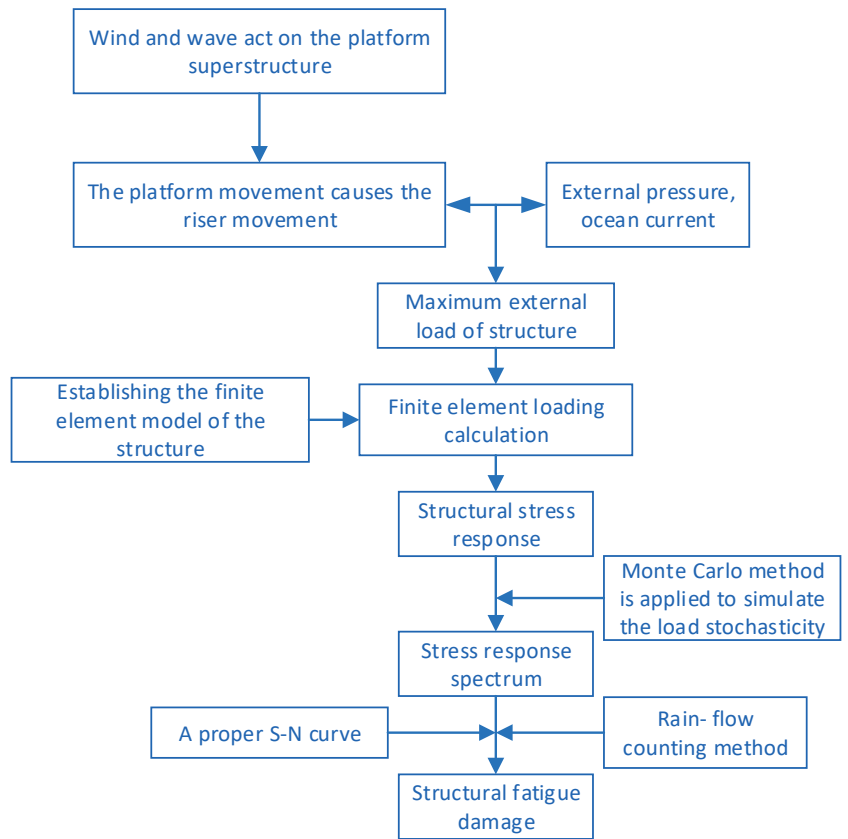 Wind and wave act on the platform
superstructure
The platform movement causes the
riser movement
External pressure,
ocean current
Maximum external
load of structure
Establishing the finite
element model of the
structure
Finite element loading
calculation
Structural stress
response
Monte Carlo method
is applied to simulate
the load stochasticity
Stress response
spectrum
A proper S-N curve
Rain- flow
counting method
Structural fatigue
damage